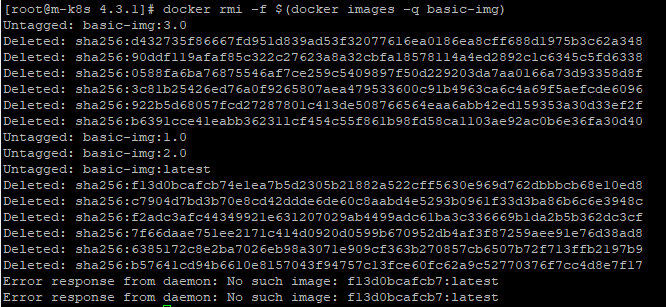 [root@m-k8s 4.3.1]# docker rmi -f $(docker images -q basic-img)
Untagged: basic-img:3.0
Deleted: sha256:d432735f86667fd951d839ad53f32077616ea0186ea8cff688d1975b3c62a348
Deleted: sha256:90ddf119afaf85c322c27623a8a32cbfa18578114a4ed2892c1c6345c5fd6338
Deleted: sha256:0588fa6ba76875546af7ce259c5409897f50d229203da7aa0166a73d93358d8f
Deleted: sha256:3c81b25426ed76a0f9265807aea479533600c91b4963ca6c4a69f5aefcde6096
Deleted: sha256:922b5d68057fcd27287801c413de508766564eaa6abb42ed159353a30d33ef2f
Deleted: sha256:b6391cce41eabb362311cf454c55f861b98fd58ca1103ae92ac0b6e36fa30d40
Untagged: basic-img:1.0
Untagged: basic-img:2.0
Untagged: basic-img:latest
Deleted: sha256:f13d0bcafcb74e1ea7b5d2305b21882a522cff5630e969d762dbbbcb68e10ed8
Deleted: sha256:c7904d7bd3b70e8cd42ddde6de60c8aabd4e5293b0961f33d3ba86b6c6e3948c
Deleted: sha256:f2adc3afc44349921e631207029ab4499adc61ba3c336669b1da2b5b362dc3cf
Deleted: sha256:7f66daae751ee2171c414d0920d0599b670952db4af3f87259aee91e76d38ad8
Deleted: sha256:6385172c8e2ba7026eb98a3071e909cf363b270857cb6507b72f713ffb2197b9
Deleted: sha256:b57641cd94b6610e8157043f94757c13fce60fc62a9c52770376f7cc4d8e7f17
Error response from daemon: No such image: f13d0bcafcb7:latest
Error response from daemon: No such image: f13d0bcafcb7:latest